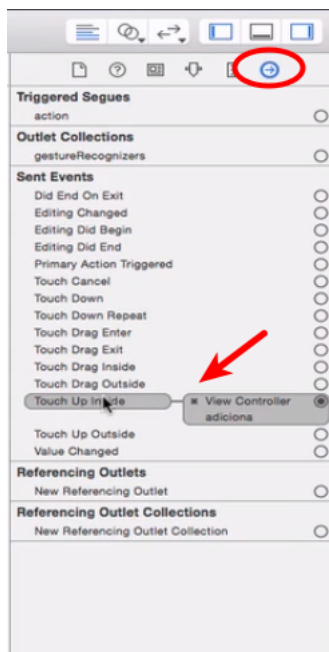 Triggered Segues
action
Outlet Collections
gestureRecognizers
Sent Events
Did End On Exit
Editing Changed
Editing Did Begin
Editing Did End
Primary Action Triggered
Touch Cancel
Touch Down
Touch Down Repeat
Touch Drag Enter
Touch Drag Exit
Touch Drag Inside
Touch Drag Outside
Touch Up Inside View Controller
adiciona
Touch Up Outside
Value Changed
Referencing Outlets
New Referencing Outlet
Referencing Outlet Collections
New Referencing Outlet Collection